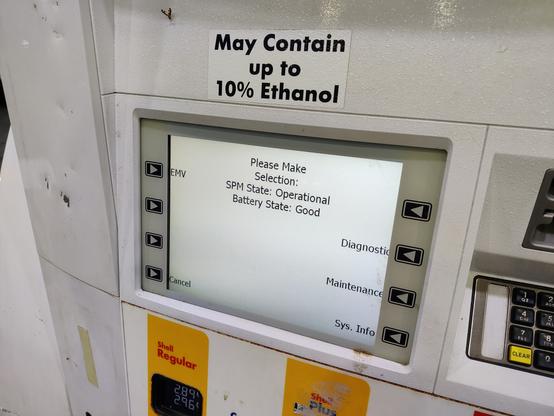 May Contain
up to
10% Ethanol
Please Make
Selection:
SPM State: Operational
Battery State: Good
EMV
Diagnostic
Maintenance
Cancel
Sys. Info
Shell
Regular
Shell
Plus
CLEAR